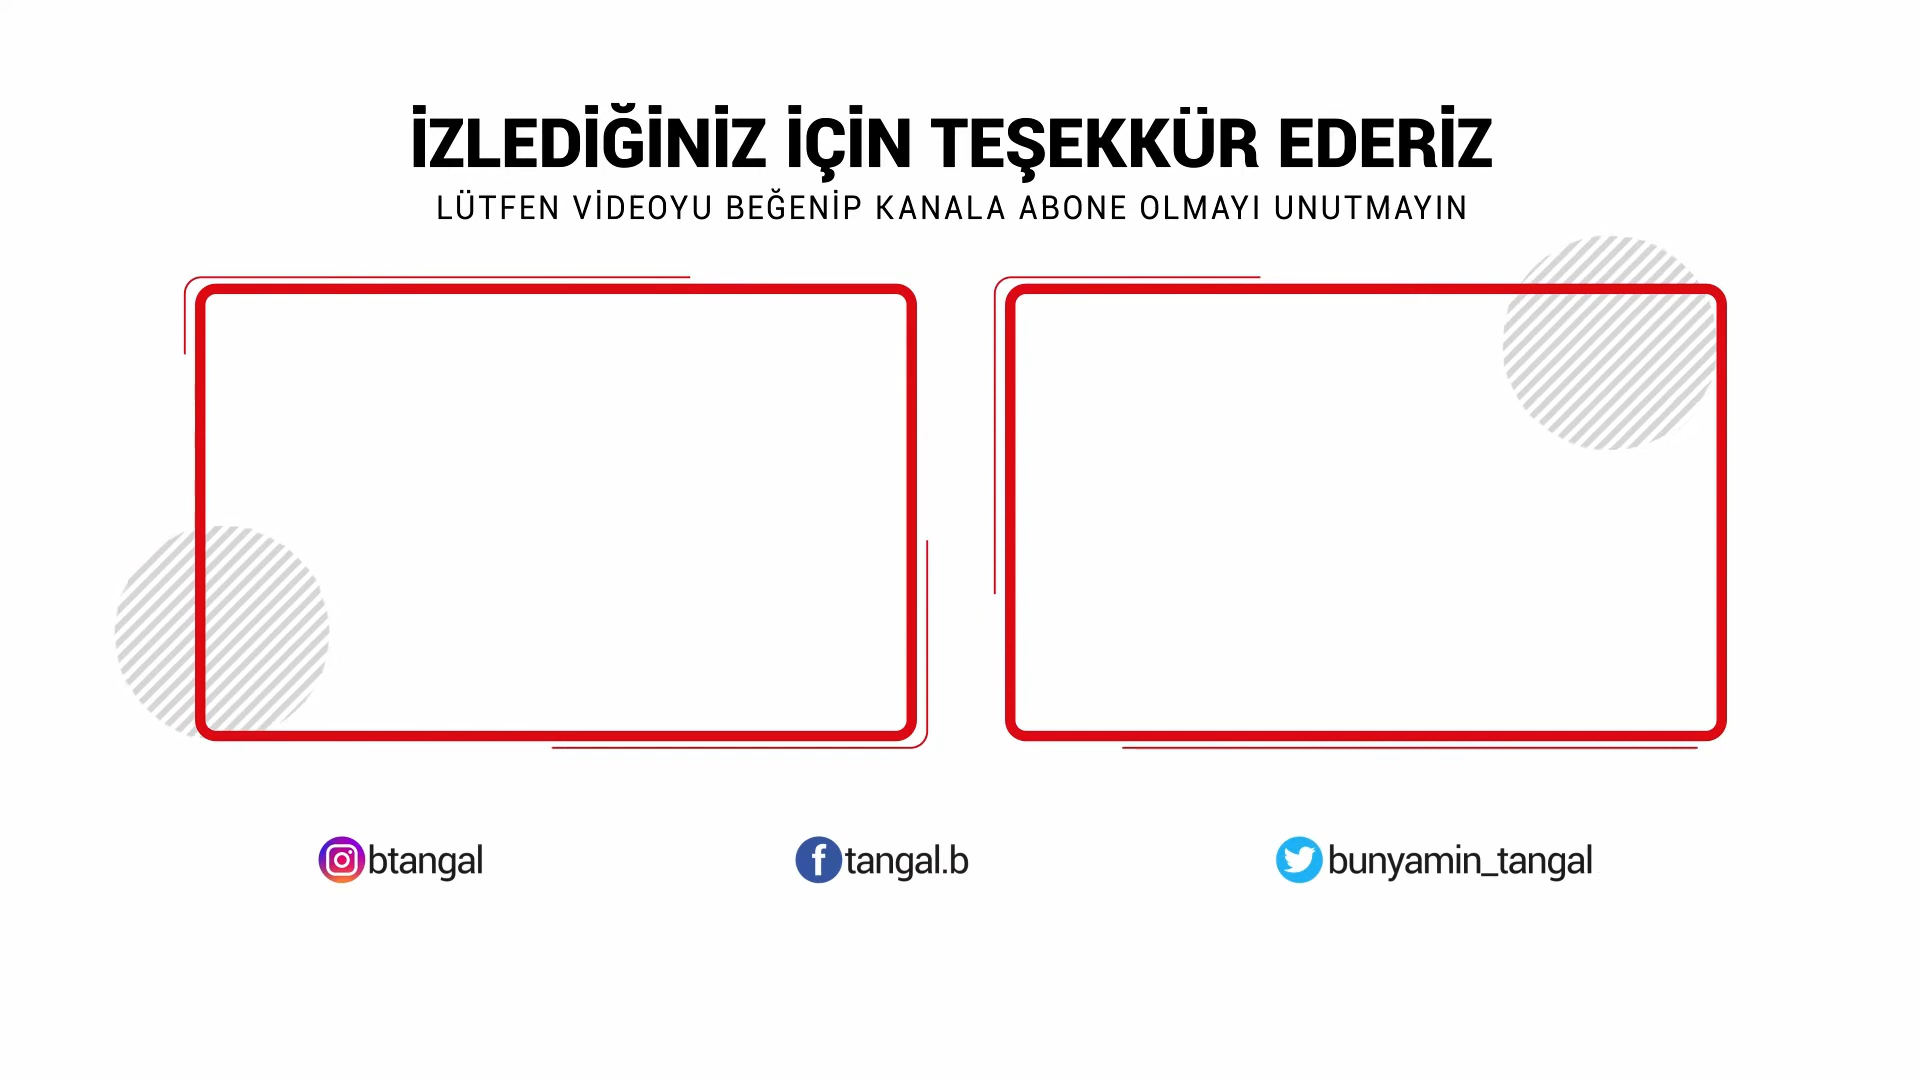 İZLEDİĞİNİZ İÇİN TEŞEKKÜR EDERİZ
LÜTFEN VİDEOYU BEĞENİP KANALA ABONE OLMAYI UNUTMAYIN
btangal
tangal.b
bunyamin_tangal